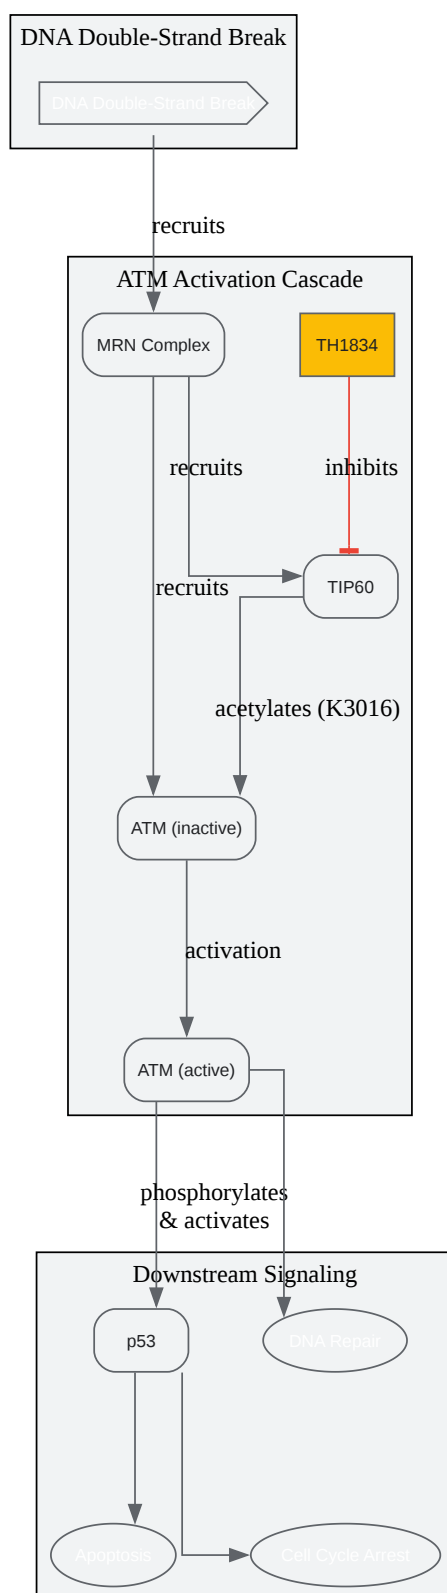 DNA Double-Strand Break
DNA Double-Strand Break
recruits
ATM Activation Cascade
MRN Complex
TH1834
recruits
inhibits
TIP60
recruits
acetylates (K3016)
ATM (inactive)
activation
ATM (active)
phosphorylates
& activates
Downstream Signaling
p53
DNA Repair
Apoptosis
Cell Cycle Arrest